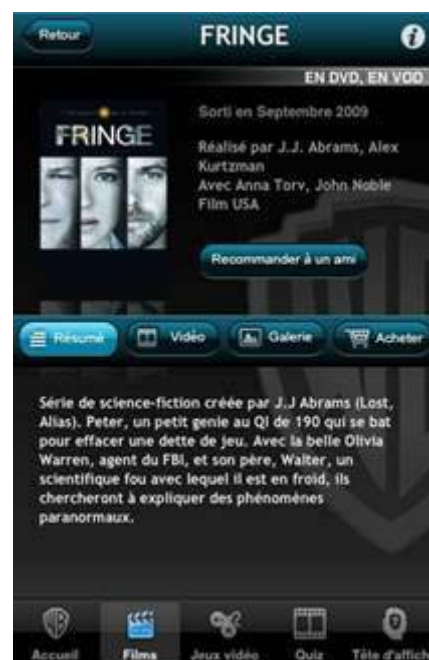 Retour
FRINGE
EN DVD, EN VOD
FRINGE
Sorti en Septembre 2009
Réalisé par J.J. Abrams, Alex
Kurtzman
Avec Anna Torv, John Noble
Film USA
Recommander à un ami
Résumé
Vidéo
Galerie
Acheter
Série de science-fiction créée par J.J Abrams (Lost,
Alias). Peter, un petit genie au QI de 190 qui se bat
pour effacer une dette de jeu. Avec la belle Olivia
Warren, agent du FBI, et son père, Walter, un
scientifique fou avec lequel il est en froid, ils
chercheront à expliquer des phénomènes
paranormaux.
Accueil
Films
Jeux vidéo
Quiz
Tête d'affich